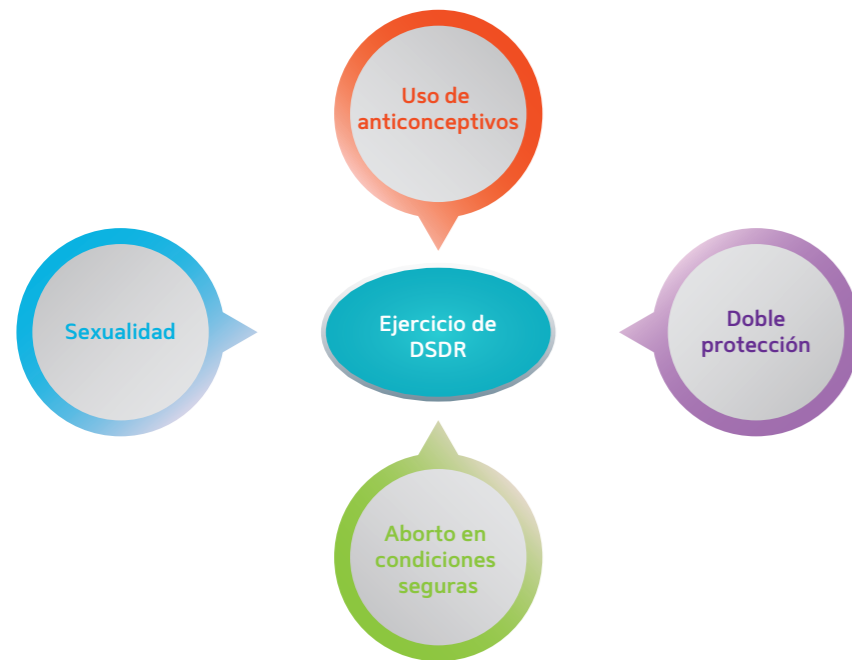 Uso de
anticonceptivos
Sexualidad
Ejercicio de
DSDR
Doble
protección
Aborto en
condiciones
seguras